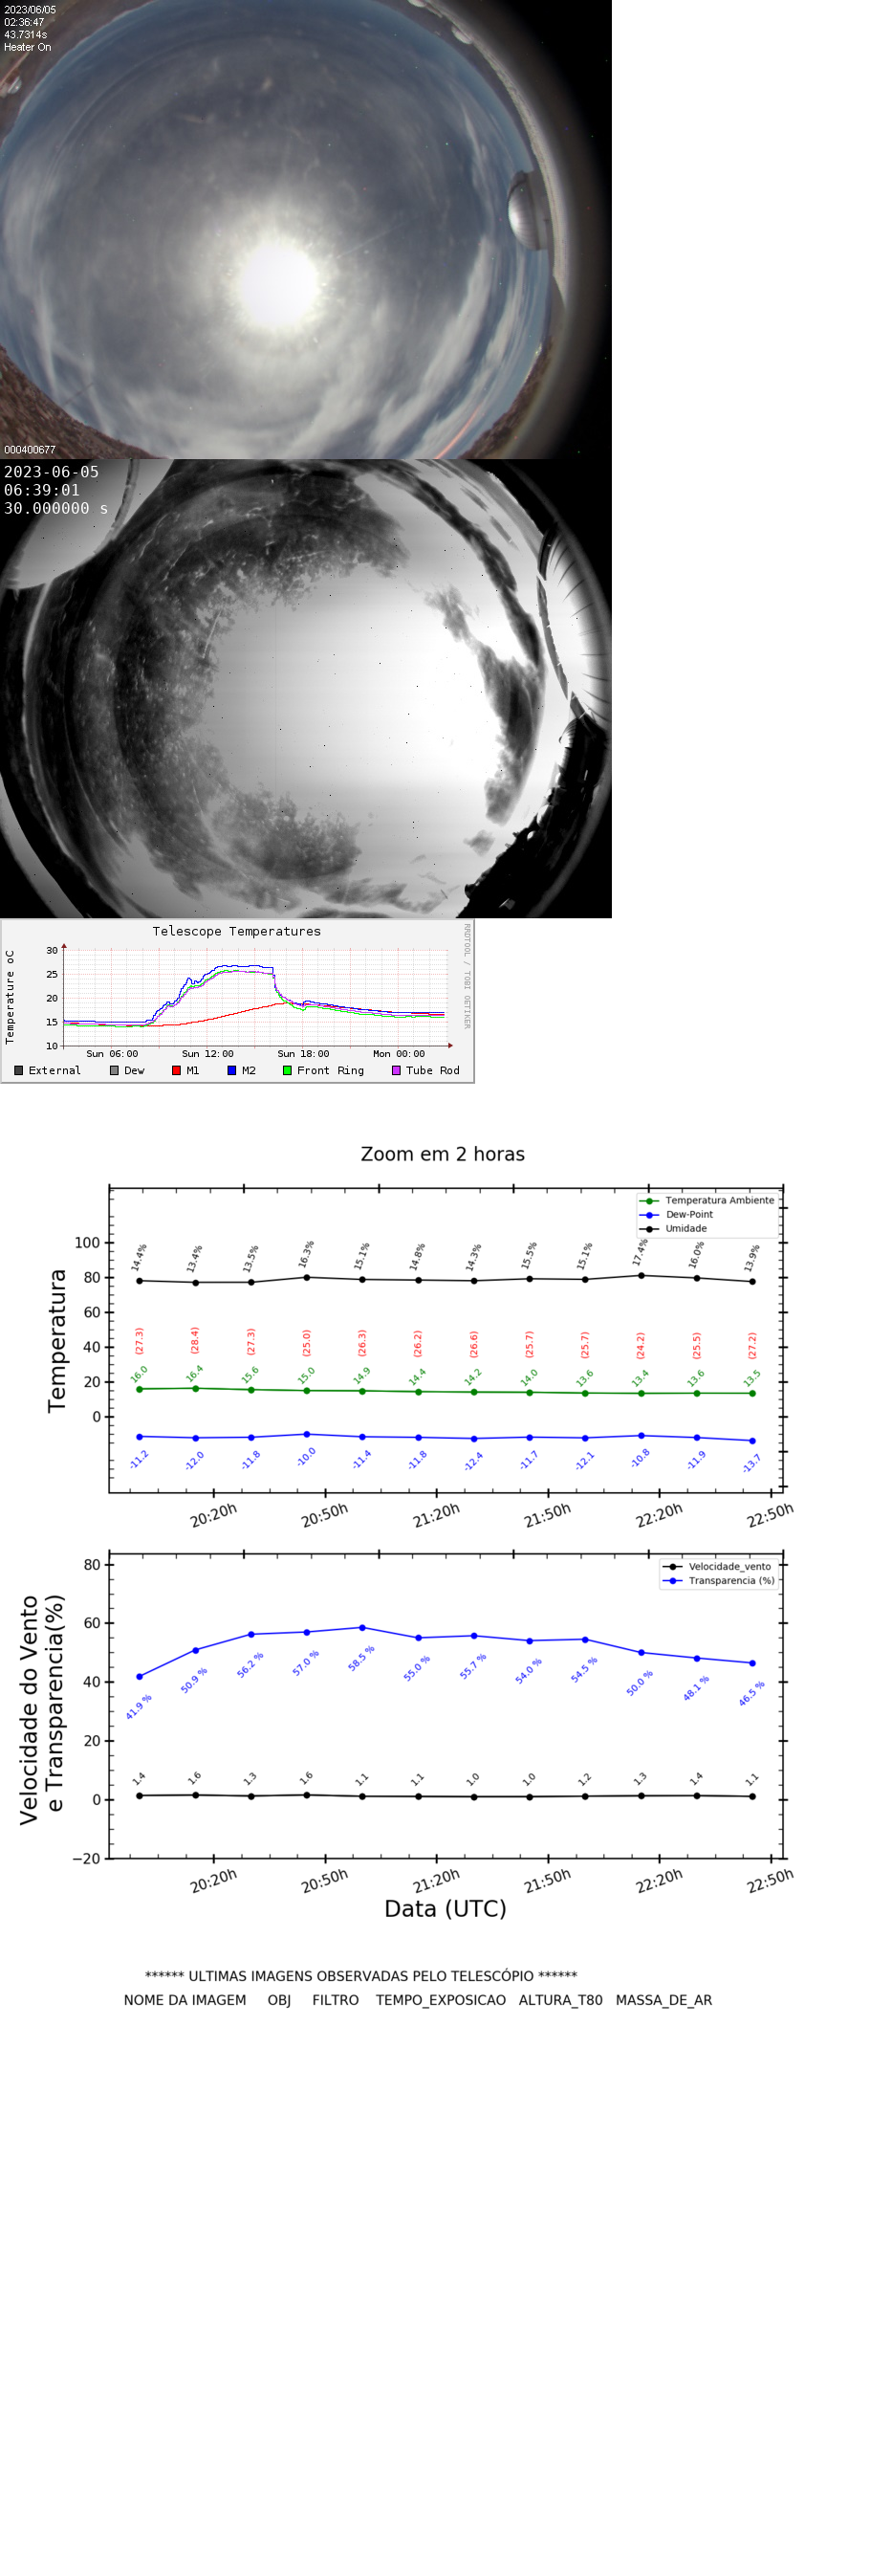 2023/06/05
02:36:47
43.7314s
Heater On
000400677
2023-06-05
06:39:01
30.000000 s
Telescope Temperatures
RRDTOOL / TOBI OETIKER
Temperature oC
30
25
20
15
10
Sun 06:00 Sun 12:00 Sun 18:00 Mon 00:00
External Dew M1 M2 Front Ring Tube Rod
Zoom em 2 horas
Temperatura Ambiente
Dew-Point
Umidade
Temperatura
100
80
60
40
20
0
14.4% 13.4% 13.5% 16.3% 15.1% 14.8% 14.3% 15.5% 15.1% 17.4% 16.0% 13.9%
(27.3) (28.4) (27.3) (25.0) (26.3) (26.2) (26.6) (25.7) (25.7) (24.2) (25.5) (27.2)
16.0 16.4 15.6 15.0 14.9 14.4 14.2 14.0 13.6 13.4 13.6 13.5
-11.2 -12.0 -11.8 -10.0 -11.4 -11.8 -12.4 -11.7 -12.1 -10.8 -11.9 -13.7
20:20h 20:50h 21:20h 21:50h 22:20h 22:50h
Velocidade_vento
Transparencia (%)
Velocidade do Vento
e Transparencia(%)
80
60
40
20
0
−20
41.9 % 50.9 % 56.2 % 57.0 % 58.5 % 55.0 % 55.7 % 54.0 % 54.5 % 50.0 % 48.1 % 46.5 %
1.4 1.6 1.3 1.6 1.1 1.1 1.0 1.0 1.2 1.3 1.4 1.1
20:20h 20:50h 21:20h 21:50h 22:20h 22:50h
Data (UTC)
****** ULTIMAS IMAGENS OBSERVADAS PELO TELESCÓPIO ******
NOME DA IMAGEM OBJ FILTRO TEMPO_EXPOSICAO ALTURA_T80 MASSA_DE_AR